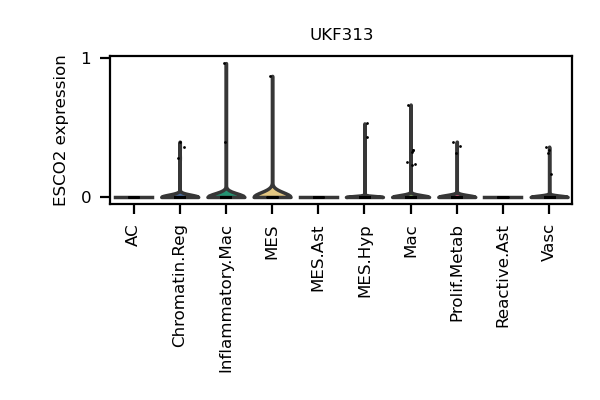 UKF313
ESCO2 expression
1
0
AC
Chromatin.Reg
Inflammatory.Mac
MES
MES.Ast
MES.Hyp
Mac
Prolif.Metab
Reactive.Ast
Vasc